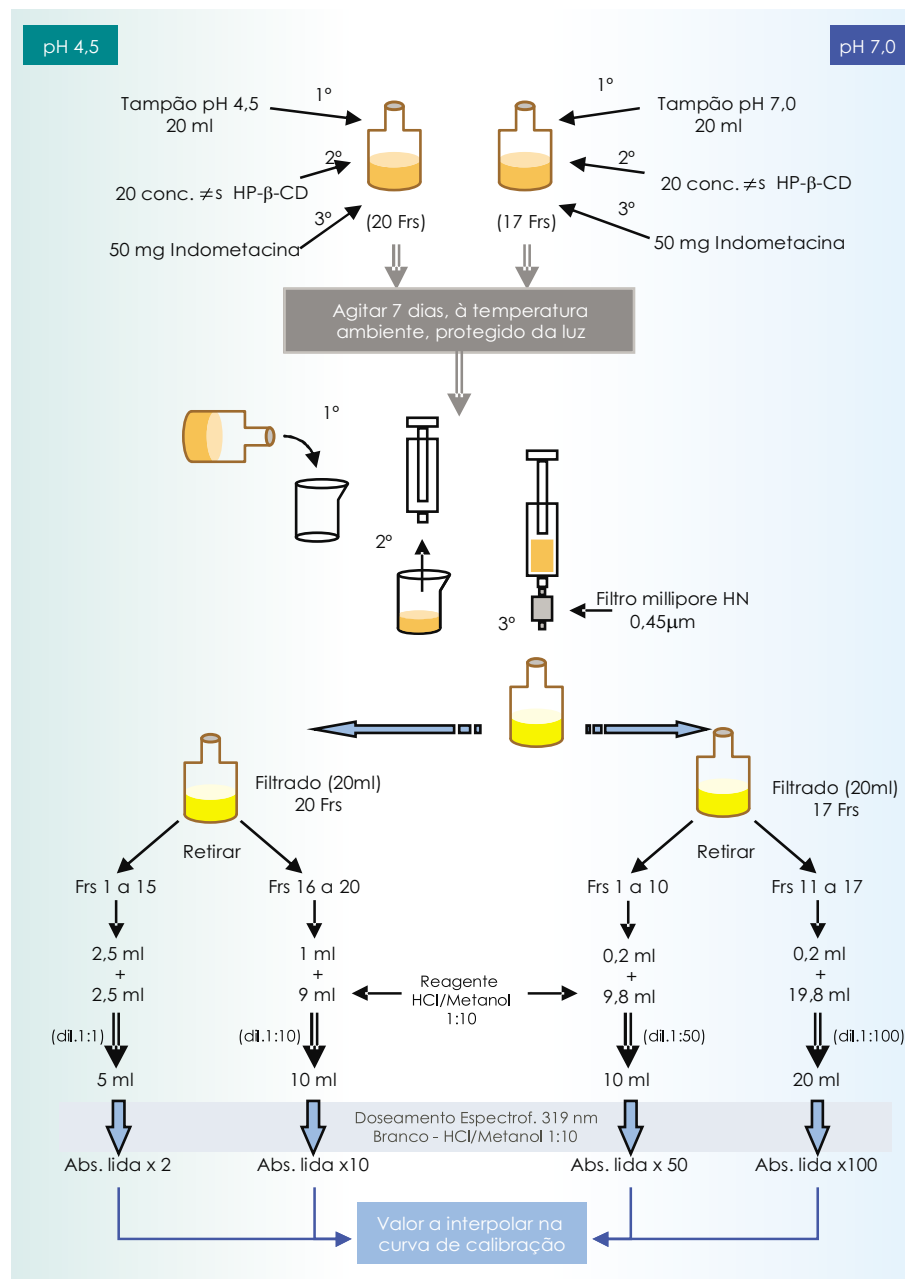 pH 4,5
pH 7,0
1º
Tampão pH 4,5
20 ml
2º
20 conc. ≠s HP-β-CD
3º
50 mg Indometacina
(20 Frs)
1º
Tampão pH 7,0
20 ml
2º
20 conc. ≠s HP-β-CD
3º
50 mg Indometacina
(17 Frs)
Agitar 7 dias, à temperatura
ambiente, protegido da luz
1º
2º
3º
Filtro millipore HN
0,45µm
Filtrado (20ml)
20 Frs
Filtrado (20ml)
17 Frs
Retirar
Retirar
Frs 1 a 15
Frs 16 a 20
Frs 1 a 10
Frs 11 a 17
2,5 ml
+
2,5 ml
1 ml
+
9 ml
Reagente
HCl/Metanol
1:10
0,2 ml
+
9,8 ml
0,2 ml
+
19,8 ml
(dil.1:1)
(dil.1:10)
(dil.1:50)
(dil.1:100)
5 ml
10 ml
10 ml
20 ml
Doseamento Espectrof. 319 nm
Branco - HCl/Metanol 1:10
Abs. lida x 2
Abs. lida x10
Abs. lida x 50
Abs. lida x100
Valor a interpolar na
curva de calibração